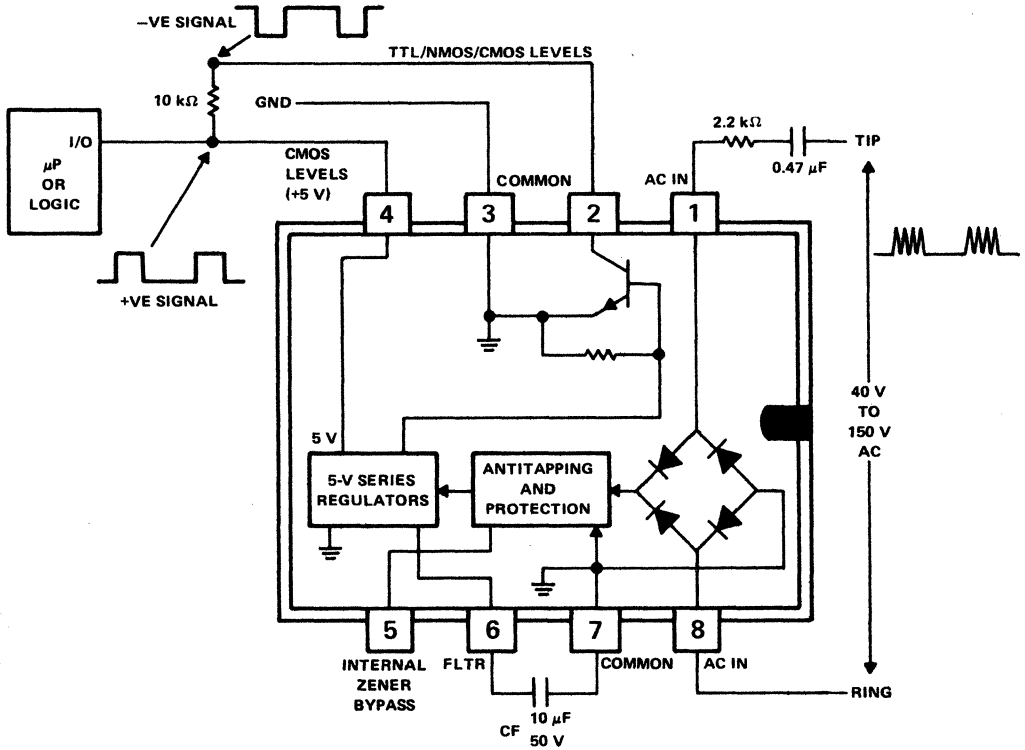 –VE SIGNAL
TTL/NMOS/CMOS LEVELS
10 kΩ
GND
2.2 kΩ
0.47 μF
TIP
I/O
μP
OR
LOGIC
CMOS
LEVELS
(+5 V)
COMMON
AC IN
4
3
2
1
+VE SIGNAL
40 V
TO
150 V
AC
5 V
5-V SERIES
REGULATORS
ANTITAPPING
AND
PROTECTION
5
6
7
8
INTERNAL
ZENER
BYPASS
FLTR
COMMON
AC IN
RING
CF
10 μF
50 V